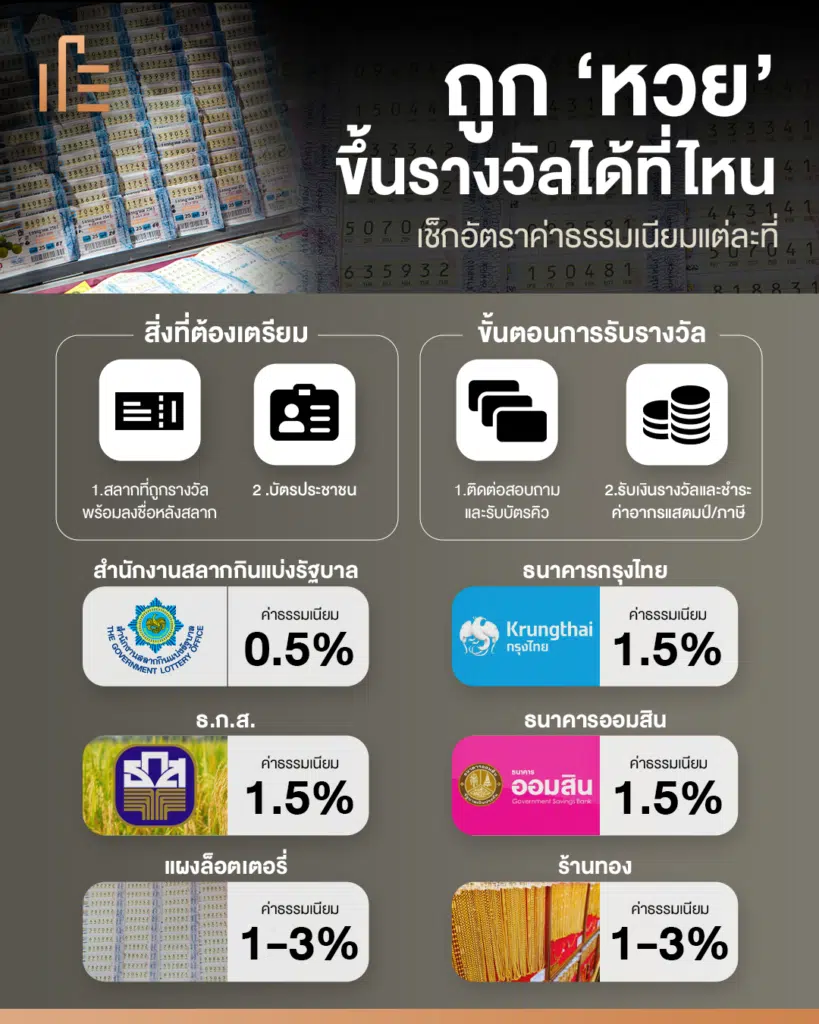 ถูก ‘หวย’
ขึ้นรางวัลได้ที่ไหน
เช็กอัตราค่าธรรมเนียมแต่ละที่
635932
150481
สิ่งที่ต้องเตรียม
1.สลากที่ถูกรางวัล
พร้อมลงชื่อหลังสลาก
2 .บัตรประชาชน
ขั้นตอนการรับรางวัล
1.ติดต่อสอบถาม
และรับบัตรคิว
2.รับเงินรางวัลและชำระ
ค่าอากรแสตมป์/ภาษี
สำนักงานสลากกินแบ่งรัฐบาล
สำนักงานสลากกินแบ่งรัฐบาล
THE GOVERNMENT LOTTERY OFFICE
ค่าธรรมเนียม
0.5%
ธนาคารกรุงไทย
Krungthai
กรุงไทย
ค่าธรรมเนียม
1.5%
ธ.ก.ส.
ธกส
ค่าธรรมเนียม
1.5%
ธนาคารออมสิน
ธนาคาร
ออมสิน
Government Savings Bank
ค่าธรรมเนียม
1.5%
แผงล็อตเตอรี่
ค่าธรรมเนียม
1-3%
ร้านทอง
ค่าธรรมเนียม
1-3%